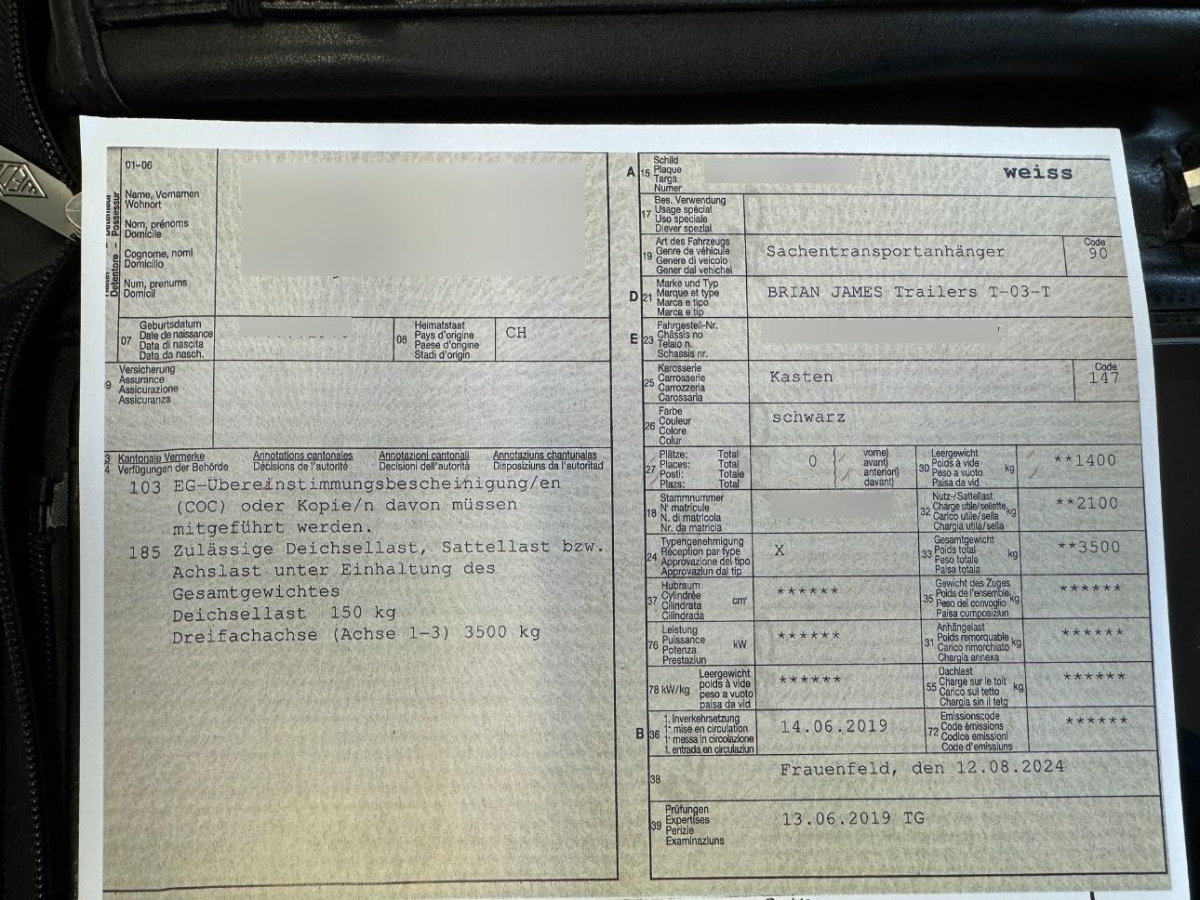 01-06
Name, Vornamen
Wohnort
Nom, prénoms
Domicile
Cognome, nomi
Domicilio
Num, prenums
Domicil
Detenteur
Possessur
Detentore
07
Geburtsdatum
Date de naissance
Data di nascita
Data da nasch.
08
Heimatstaat
Pays d'origine
Paese d'origine
Stadi d'origin
CH
9
Versicherung
Assurance
Assicurazione
Assicuranza
Kantonale Vermerke Annotations cantonales Annotazioni cantonali Annotaziuns chantunales
4 Verfügungen der Behörde Décisions de l'autorité Decisioni dell'autorità Disposiziuns da l'autoritad
103 EG-Übereinstimmungsbescheinigung/en
(COC) oder Kopie/n davon müssen
mitgeführt werden.
185 Zulässige Deichsellast, Sattellast bzw.
Achslast unter Einhaltung des
Gesamtgewichtes
Deichsellast 150 kg
Dreifachachse (Achse 1-3) 3500 kg
A 15
Schild
Plaque
Targa
Numer
weiss
17
Bes. Verwendung
Usage spécial
Uso speciale
Diever spezial
19
Art des Fahrzeugs
Genre de véhicule
Genere di veicolo
Gener dal vehichel
Sachentransportanhänger
Code
90
D 21
Marke und Typ
Marque et type
Marca e tipo
Marca e tip
BRIAN JAMES Trailers T-03-T
E 23
Fahrgestell-Nr.
Châssis no
Telaio n.
Schassis nr.
25
Karosserie
Carrosserie
Carrozzeria
Carossaria
Kasten
Code
147
26
Farbe
Couleur
Colore
Colur
schwarz
27
Plätze: Total
Places: Total
Posti: Totale
Plazs: Total
0
vorne)
avant)
anteriori)
davant)
30
Leergewicht
Poids à vide
Peso a vuoto
Paisa da vid
kg
**1400
18
Stammnummer
N° matricule
N. di matricola
Nr. da matricla
32
Nutz-/Sattellast
Charge utile/sellette
Carico utile/sella
Chargia utila/sella
kg
**2100
24
Typengenehmigung
Réception par type
Approvazione del tipo
Approvaziun dal tip
X
33
Gesamtgewicht
Poids total
Peso totale
Paisa totala
kg
**3500
37
Hubraum
Cylindrée
Cilindrata
Cilindrada
cm³
******
35
Gewicht des Zuges
Poids de l'ensemble
Peso del convoglio
Paisa cumposiziun
kg
******
76
Leistung
Puissance
Potenza
Prestaziun
kW
******
31
Anhängelast
Poids remorquable
Carico rimorchiato
Chargia annexa
kg
******
78 kW/kg
Leergewicht
poids à vide
peso a vuoto
paisa da vid
******
55
Dachlast
Charge sur le toit
Carico sul tetto
Chargia sin il tetg
kg
******
B 36
1. Inverkehrsetzung
1ʳᵉ mise en circulation
1ª messa in circolazione
1. entrada en circulaziun
14.06.2019
72
Emissionscode
Code émissions
Codice emissioni
Code d'emissiuns
******
38
Frauenfeld, den 12.08.2024
39
Prüfungen
Expertises
Perizie
Examinaziuns
13.06.2019 TG